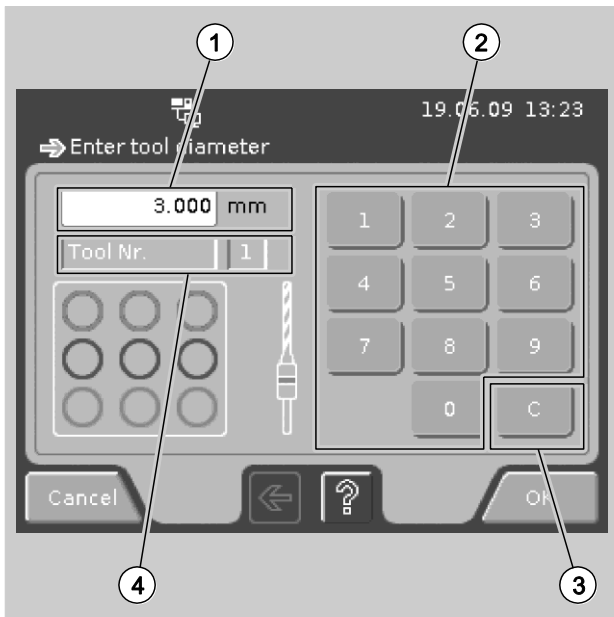 1 2
19.06.09 13:23
Enter tool diameter
3.000 mm
Tool Nr. 1
1 2 3
4 5 6
7 8 9
0 C
Cancel ? OK
4 3